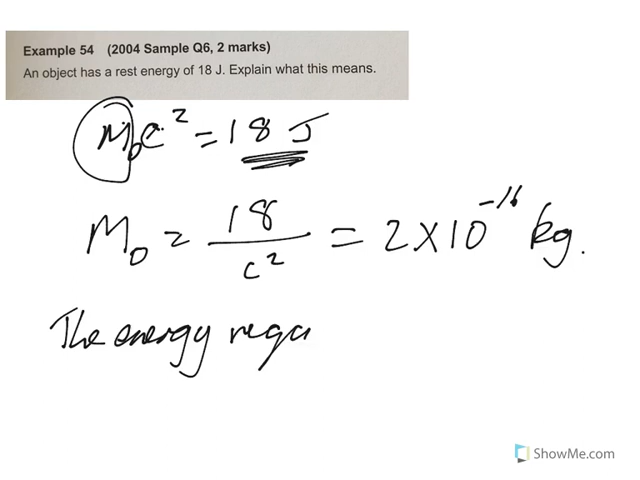 Example 54 (2004 Sample Q6, 2 marks)
An object has a rest energy of 18 J. Explain what this means.
M₀c² = 18 J
M₀ = 18/c² = 2 × 10⁻¹⁶ kg.
The energy requ
ShowMe.com